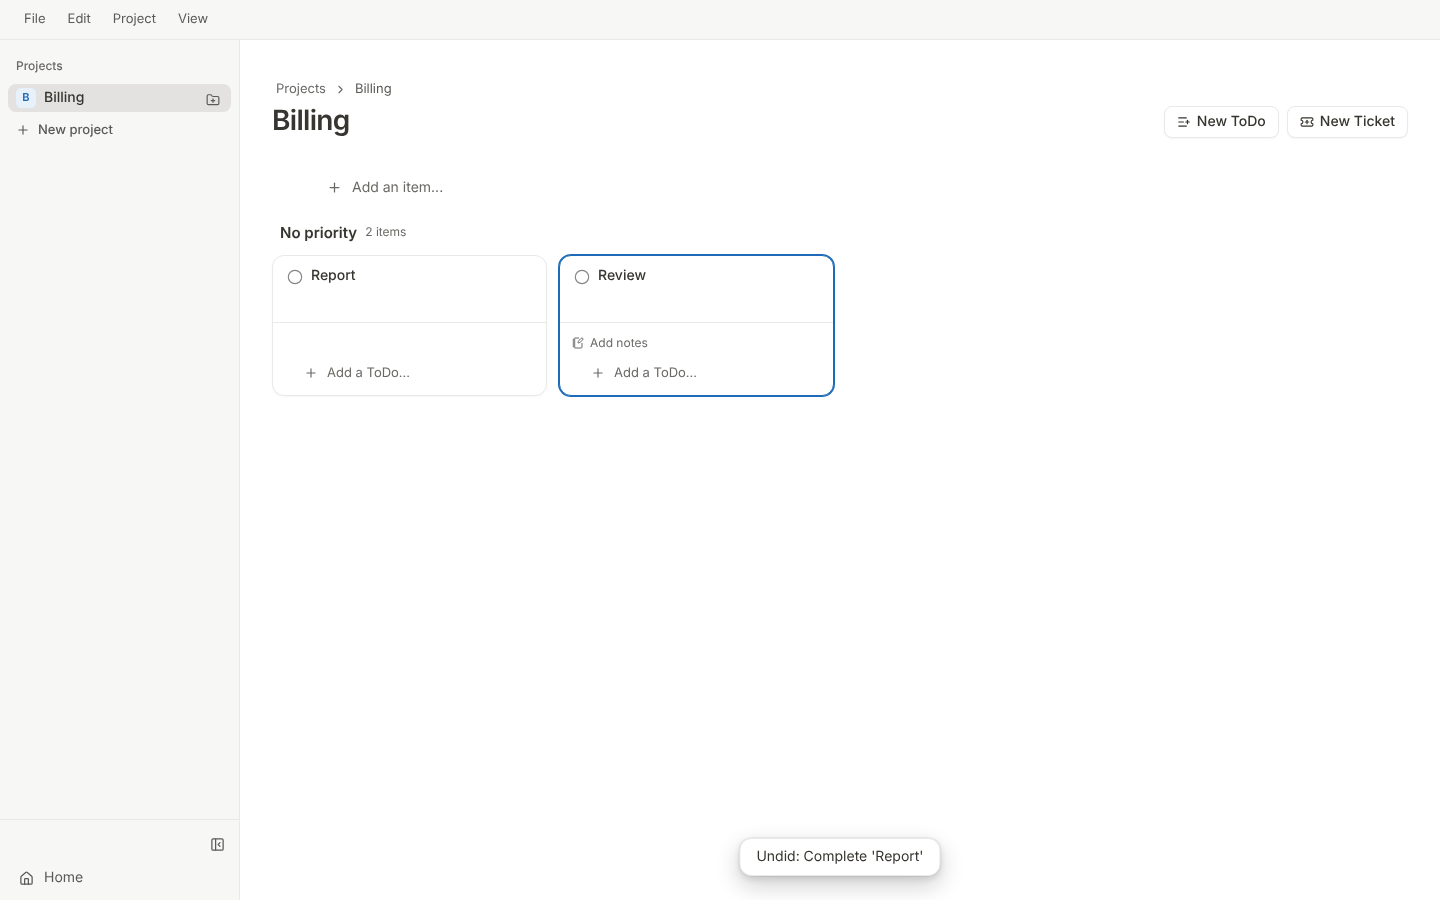 File Edit Project View
Projects
B Billing
New project
Home
Projects > Billing
Billing
New ToDo
New Ticket
Add an item...
No priority 2 items
Report
Add a ToDo...
Review
Add notes
Add a ToDo...
Undid: Complete 'Report'